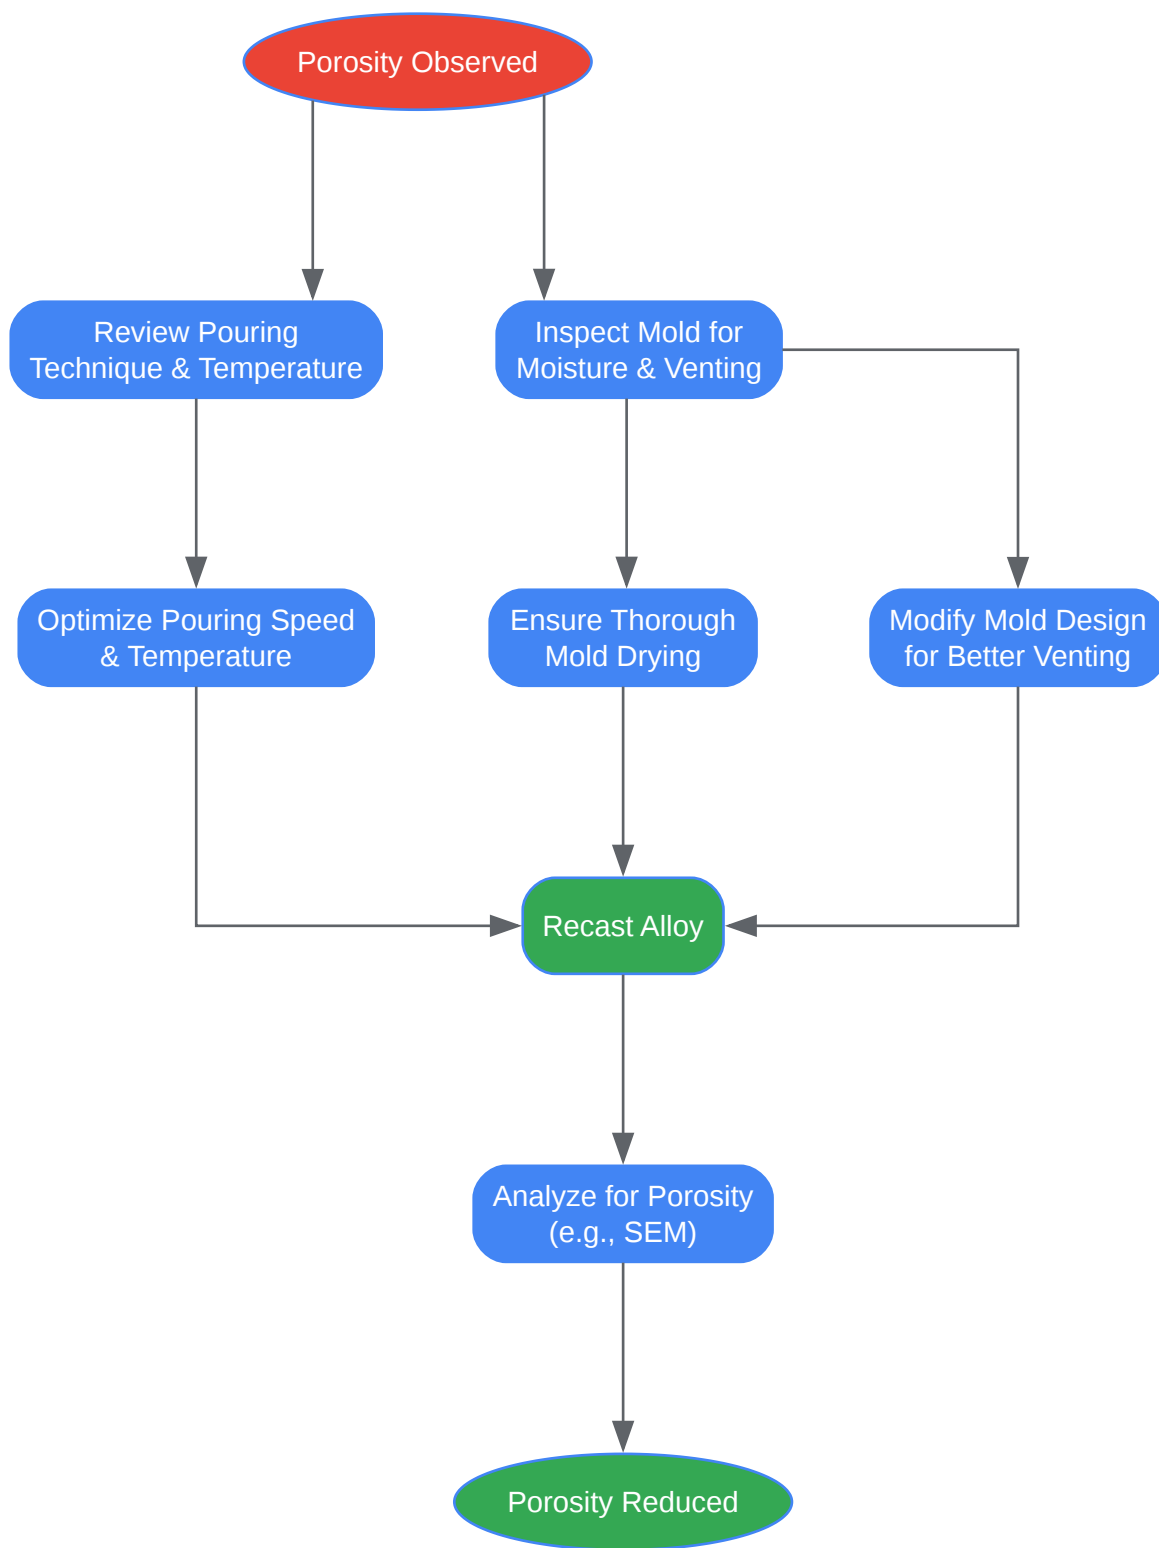 Porosity Observed
Review Pouring
Technique & Temperature
Inspect Mold for
Moisture & Venting
Optimize Pouring Speed
& Temperature
Ensure Thorough
Mold Drying
Modify Mold Design
for Better Venting
Recast Alloy
Analyze for Porosity
(e.g., SEM)
Porosity Reduced